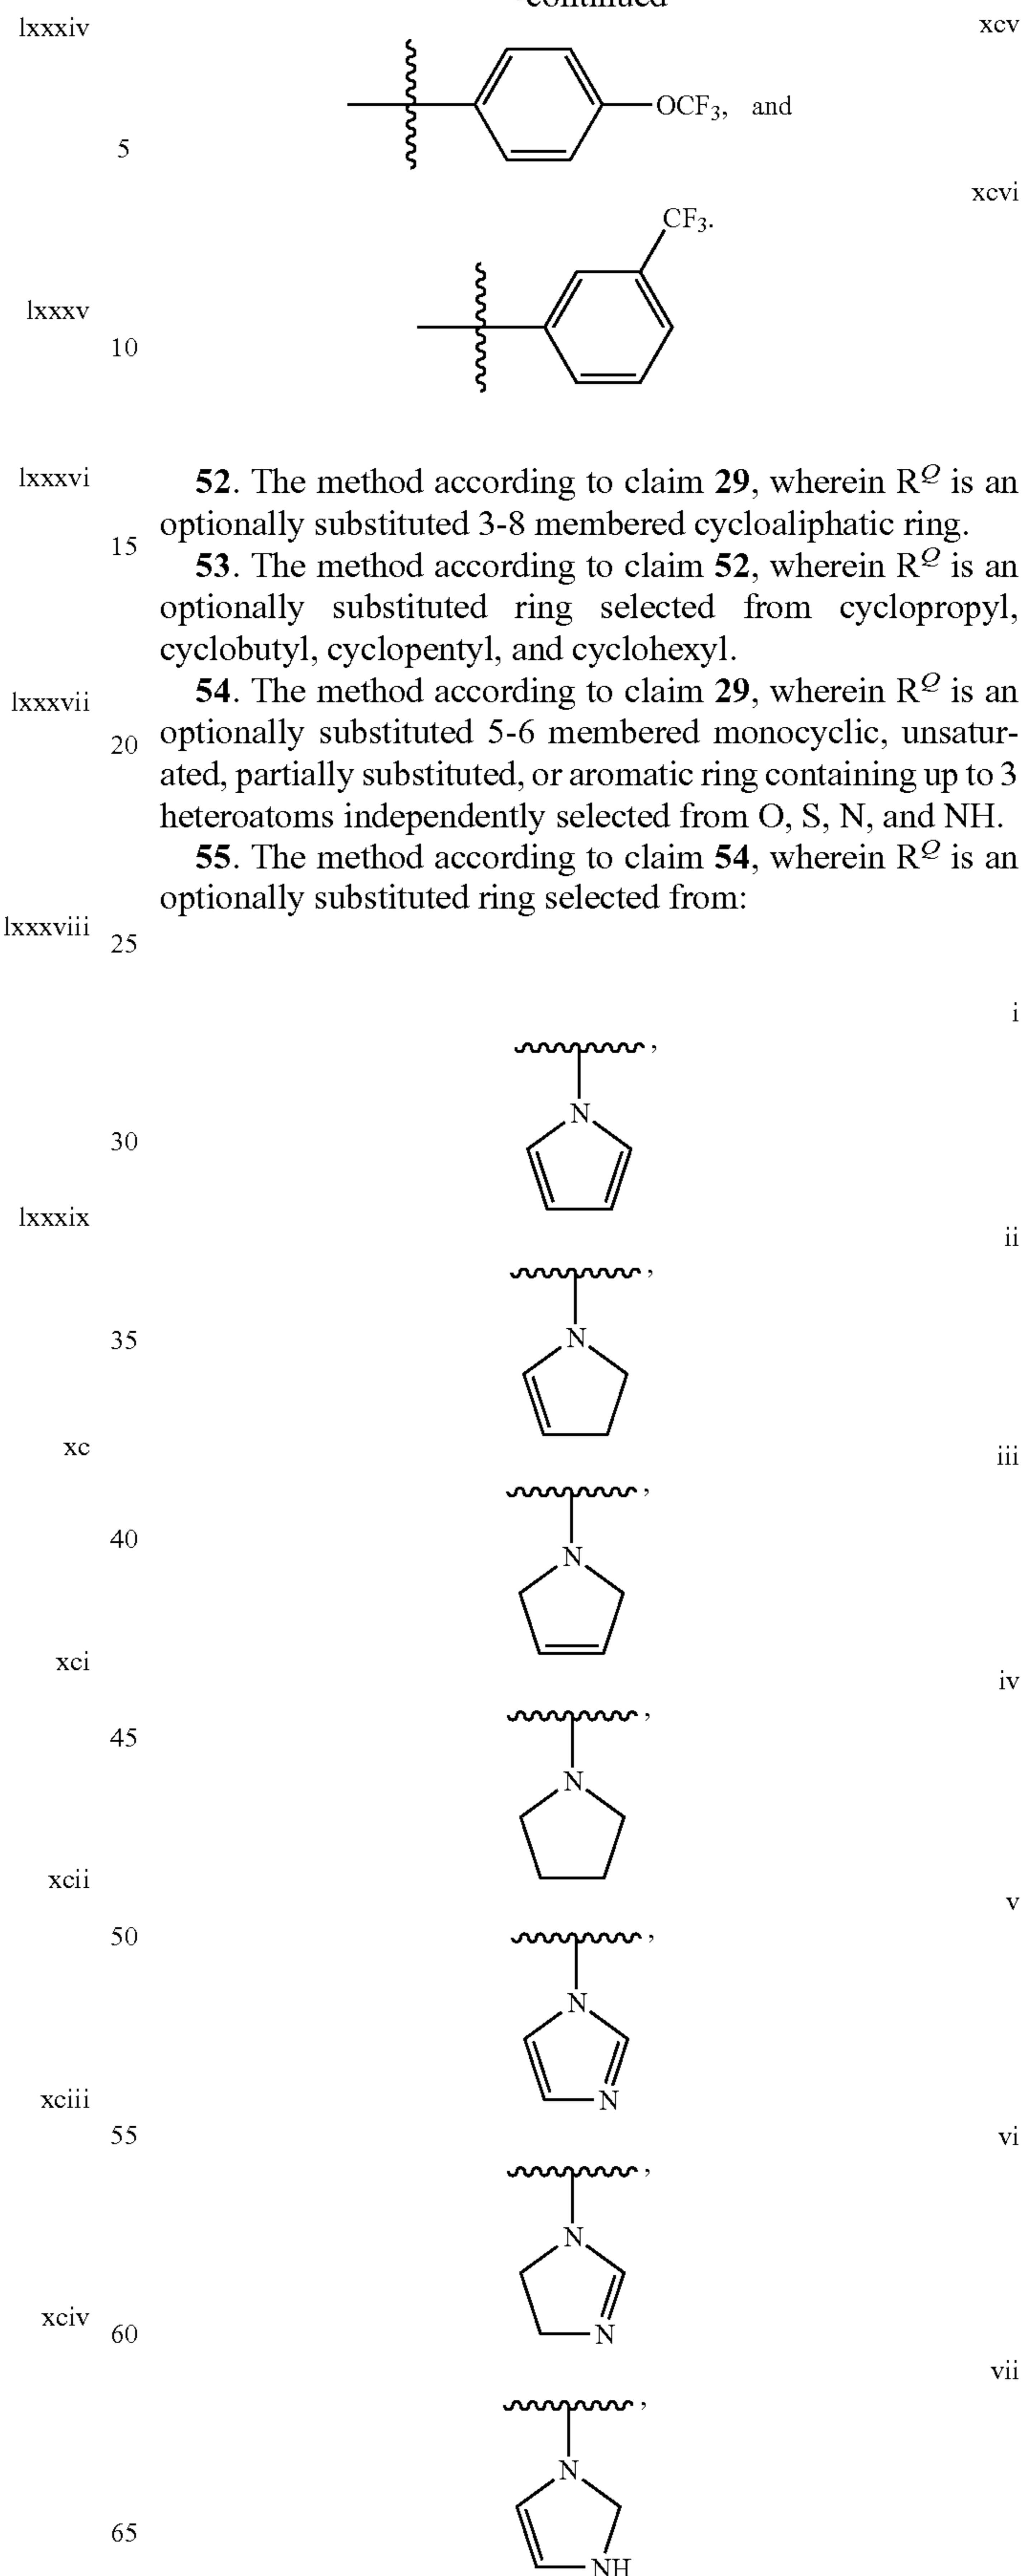 -continued
lxxxiv
xcv
OCF3, and
5
xcvi
CF3.
lxxxv
10
lxxxvi
52. The method according to claim 29, wherein R^Q is an
optionally substituted 3-8 membered cycloaliphatic ring.
15
53. The method according to claim 52, wherein R^Q is an
optionally substituted ring selected from cyclopropyl,
cyclobutyl, cyclopentyl, and cyclohexyl.
lxxxvii
54. The method according to claim 29, wherein R^Q is an
20
optionally substituted 5-6 membered monocyclic, unsatur-
ated, partially substituted, or aromatic ring containing up to 3
heteroatoms independently selected from O, S, N, and NH.
55. The method according to claim 54, wherein R^Q is an
optionally substituted ring selected from:
lxxxviii
25
i
,
N
30
lxxxix
ii
,
N
35
xc
iii
,
N
40
xci
iv
,
N
45
xcii
v
50
,
N
N
xciii
55
vi
,
N
N
xciv
60
vii
,
N
NH
65